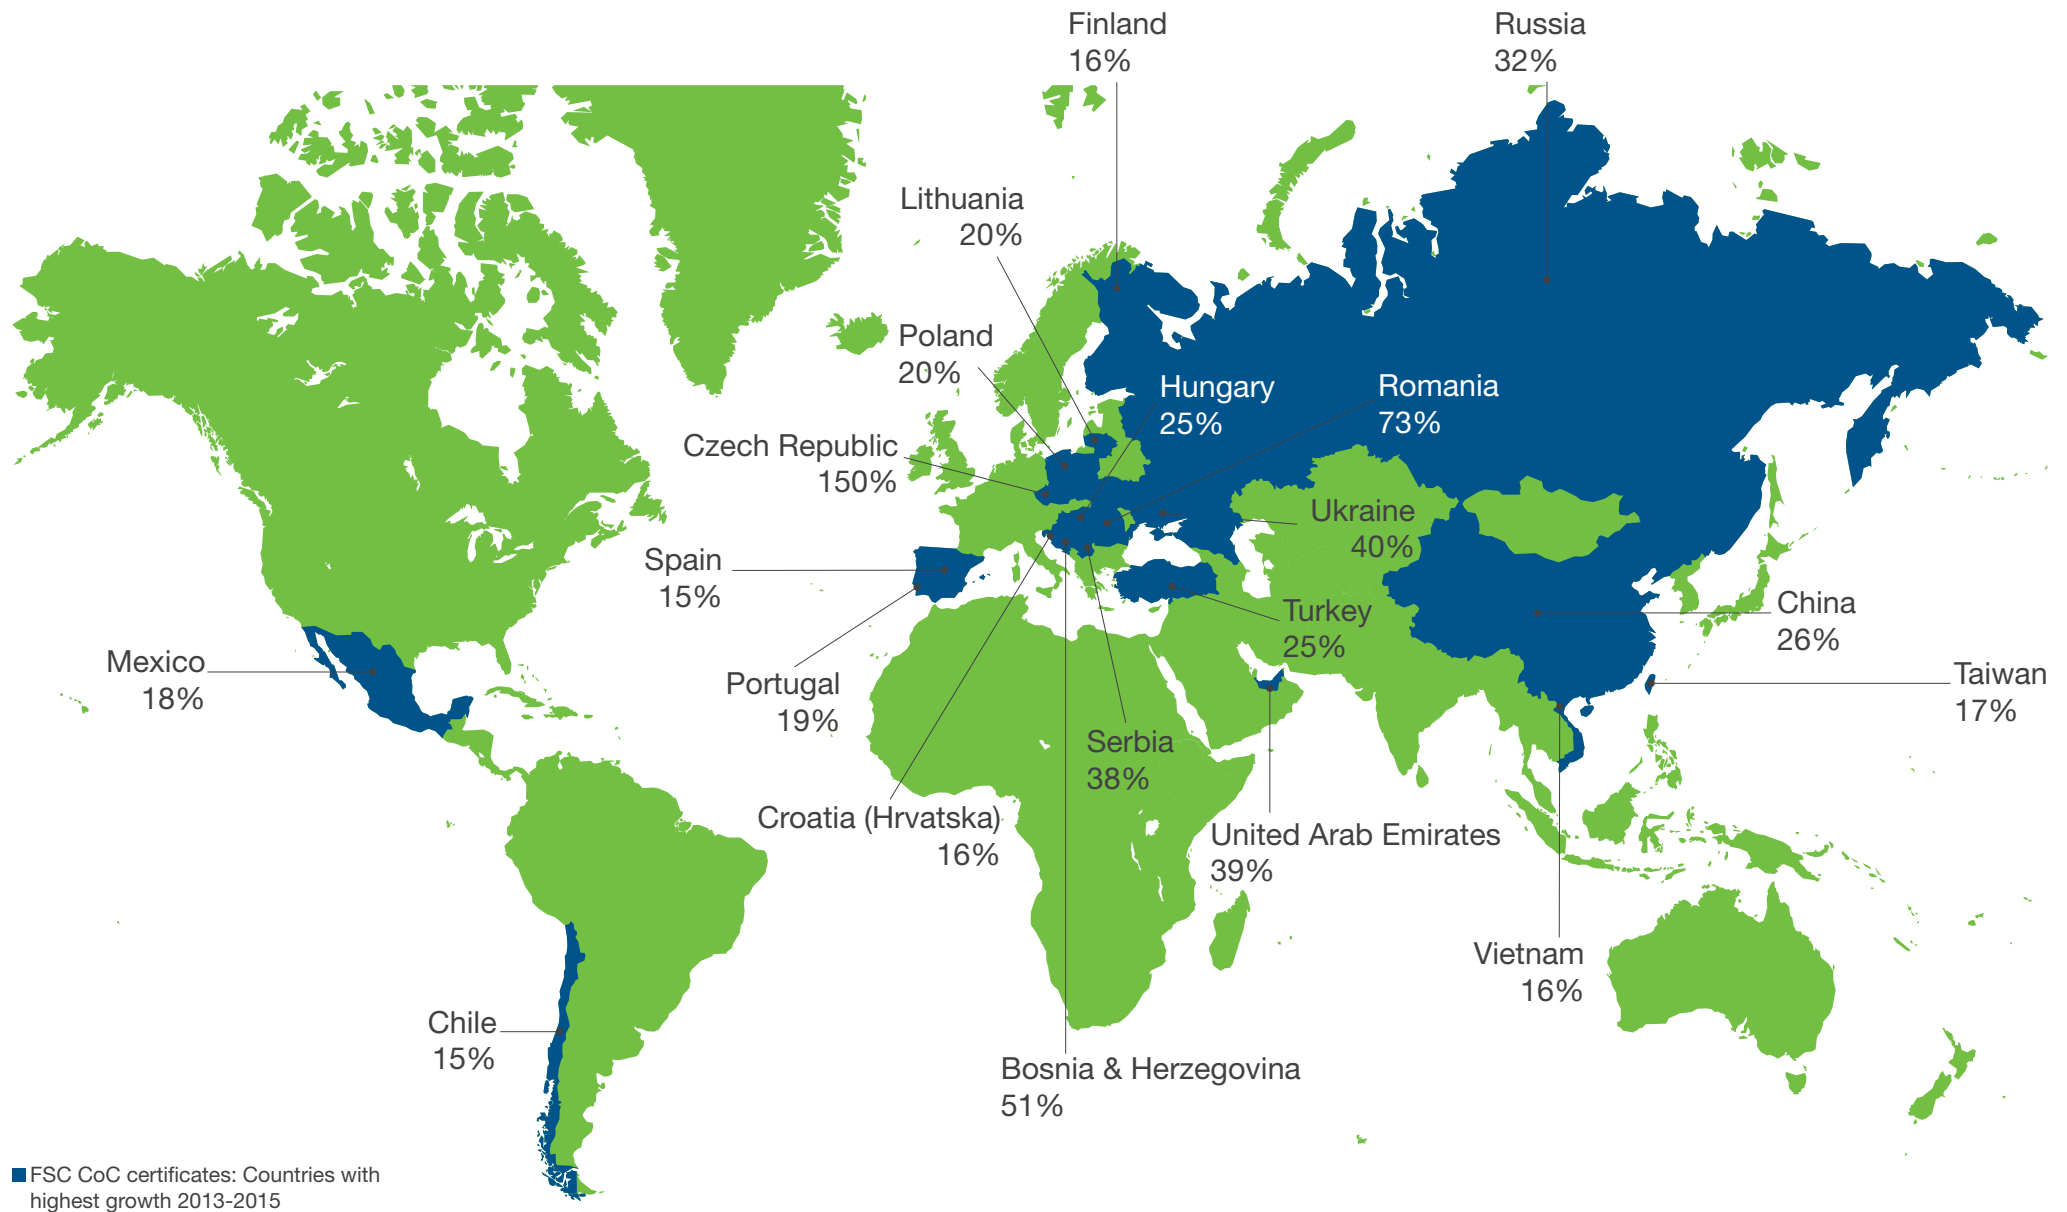 Finland
16%
Russia
32%
Lithuania
20%
Poland
20%
Hungary
25%
Romania
73%
Czech Republic
150%
Ukraine
40%
Spain
15%
Turkey
25%
China
26%
Mexico
18%
Portugal
19%
Taiwan
17%
Serbia
38%
Croatia (Hrvatska)
16%
United Arab Emirates
39%
Vietnam
16%
Chile
15%
Bosnia & Herzegovina
51%
FSC CoC certificates: Countries with
highest growth 2013-2015